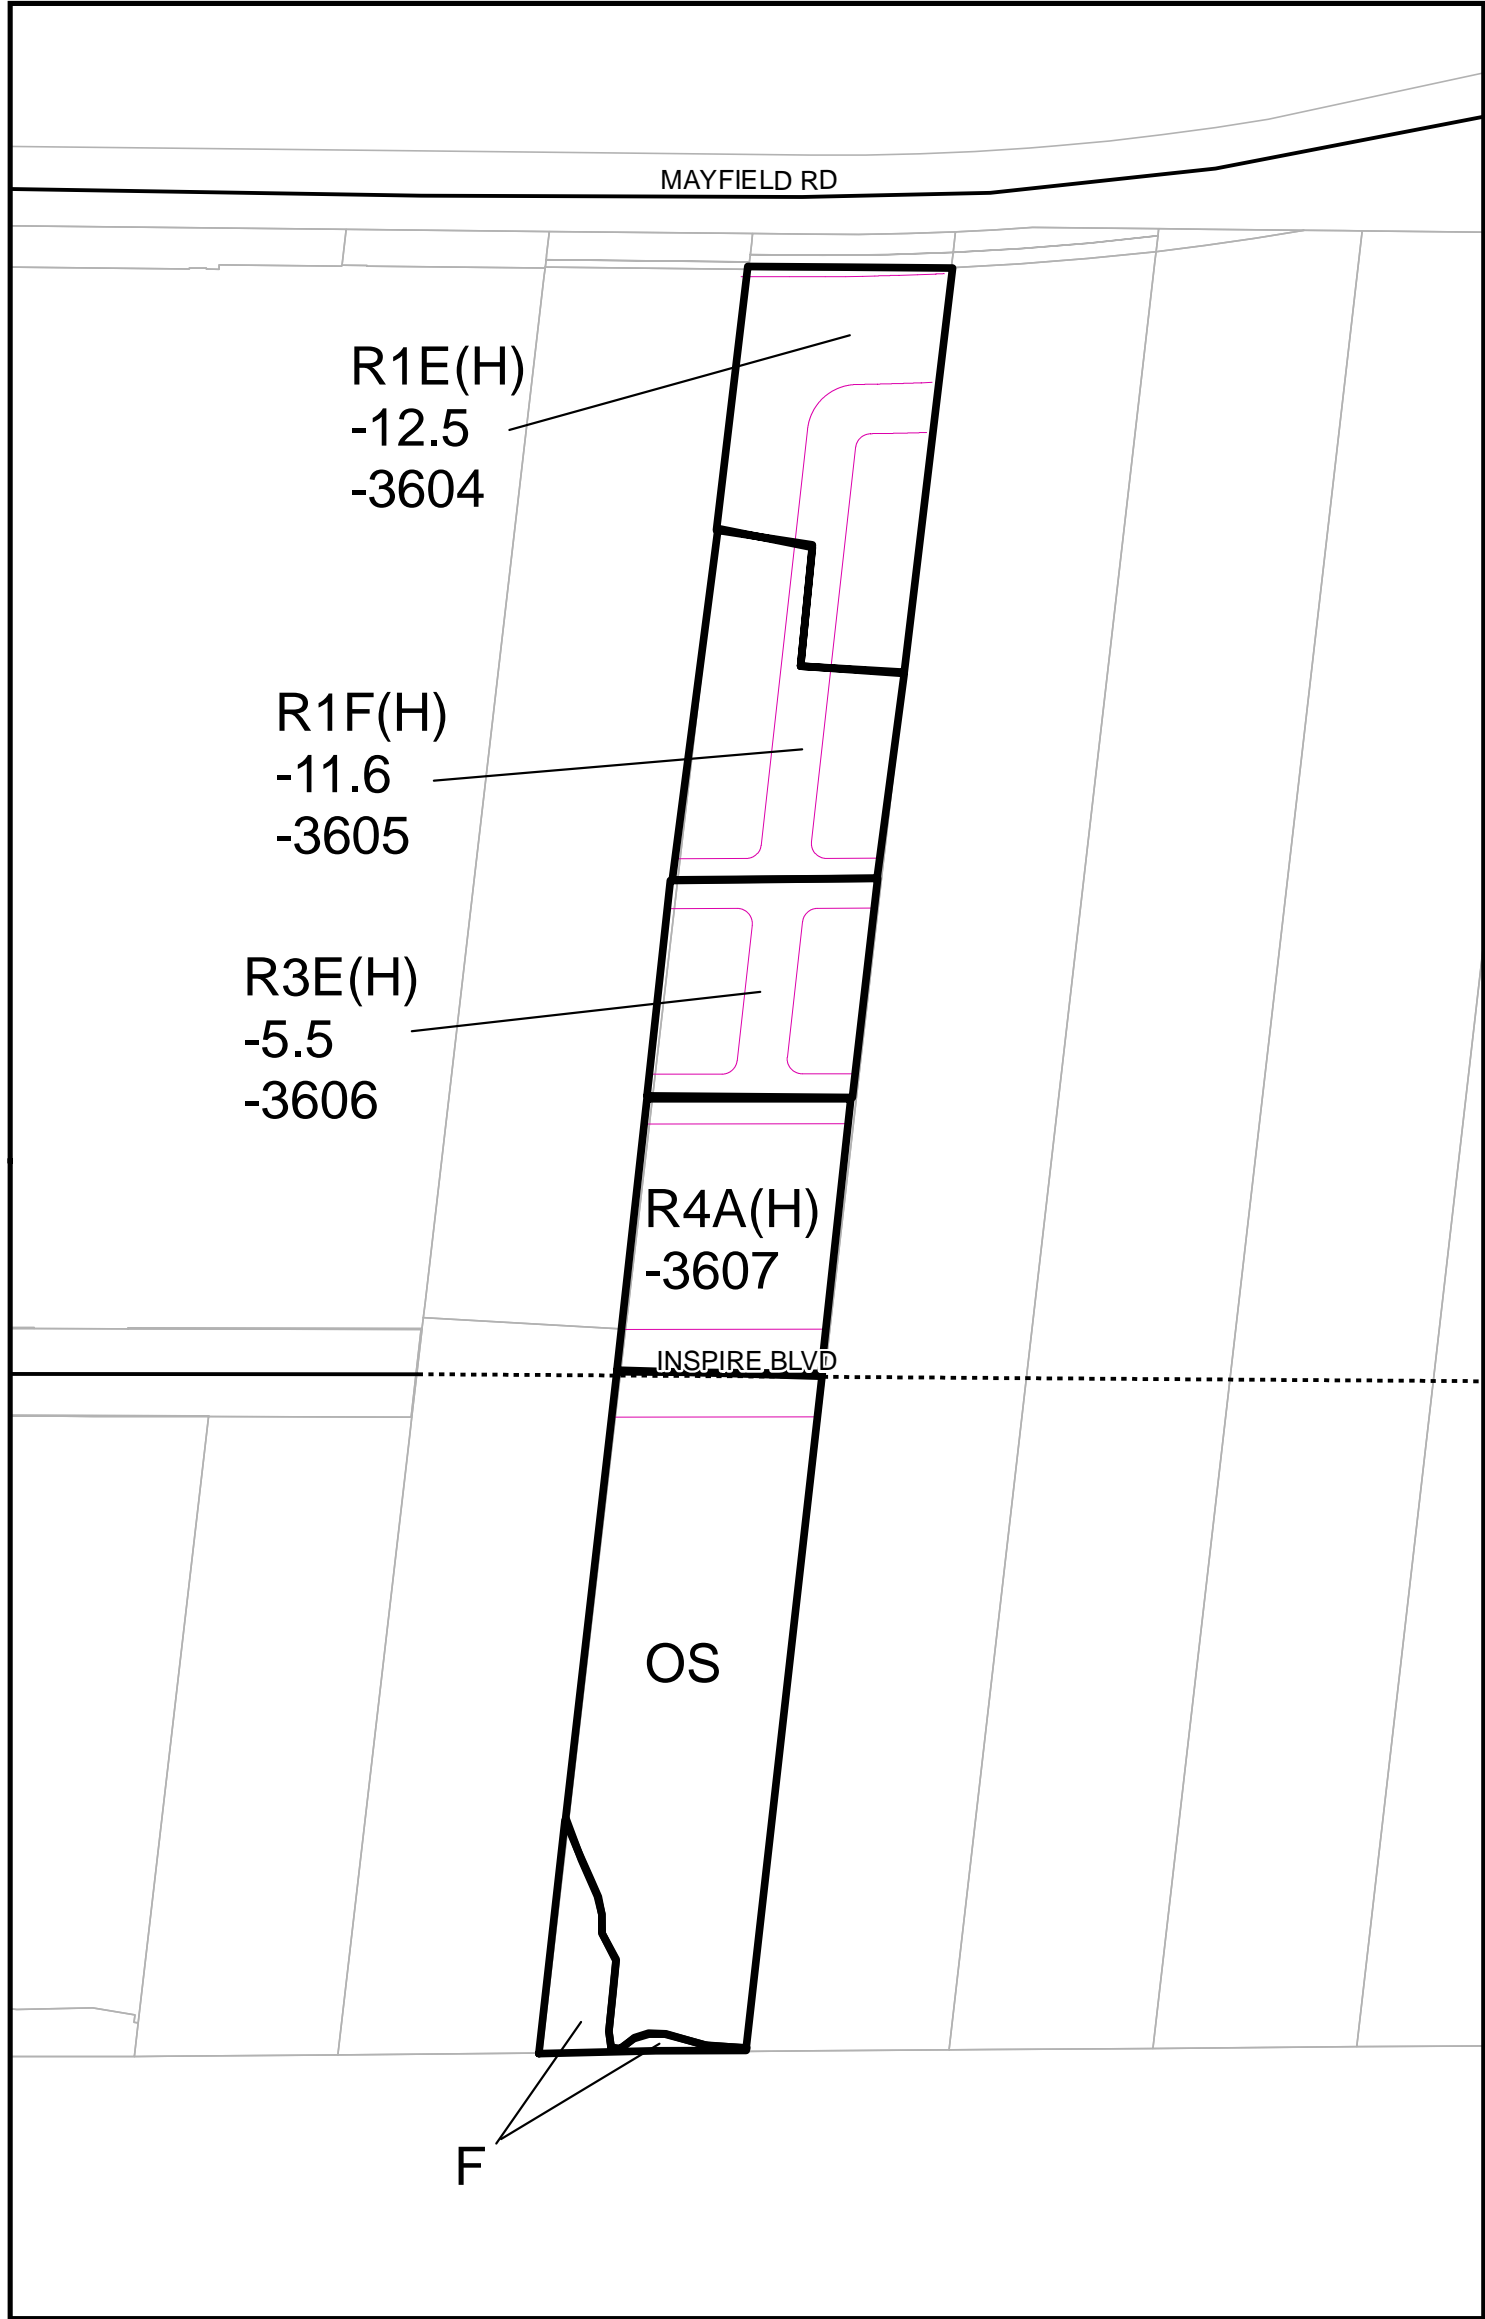 MAYFIELD RD
R1E(H)
-12.5
-3604
R1F(H)
-11.6
-3605
R3E(H)
-5.5
-3606
R4A(H)
-3607
INSPIRE BLVD
OS
F